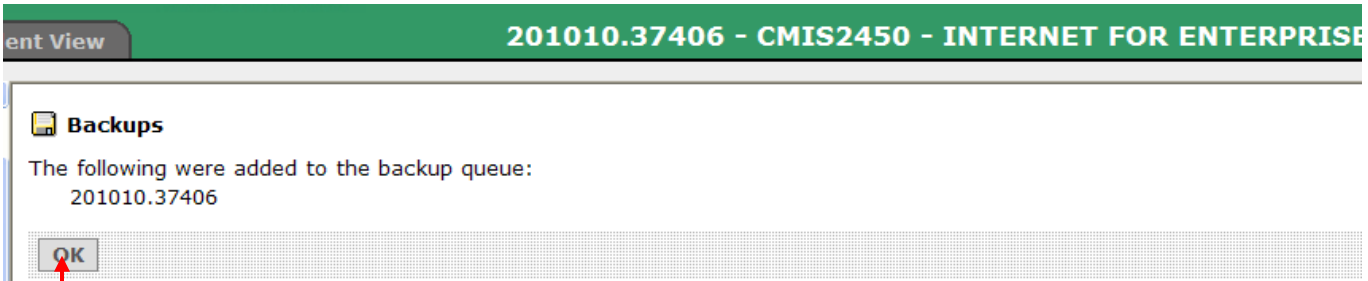 ent View
201010.37406 - CMIS2450 - INTERNET FOR ENTERPRISE
Backups
The following were added to the backup queue:
201010.37406
OK